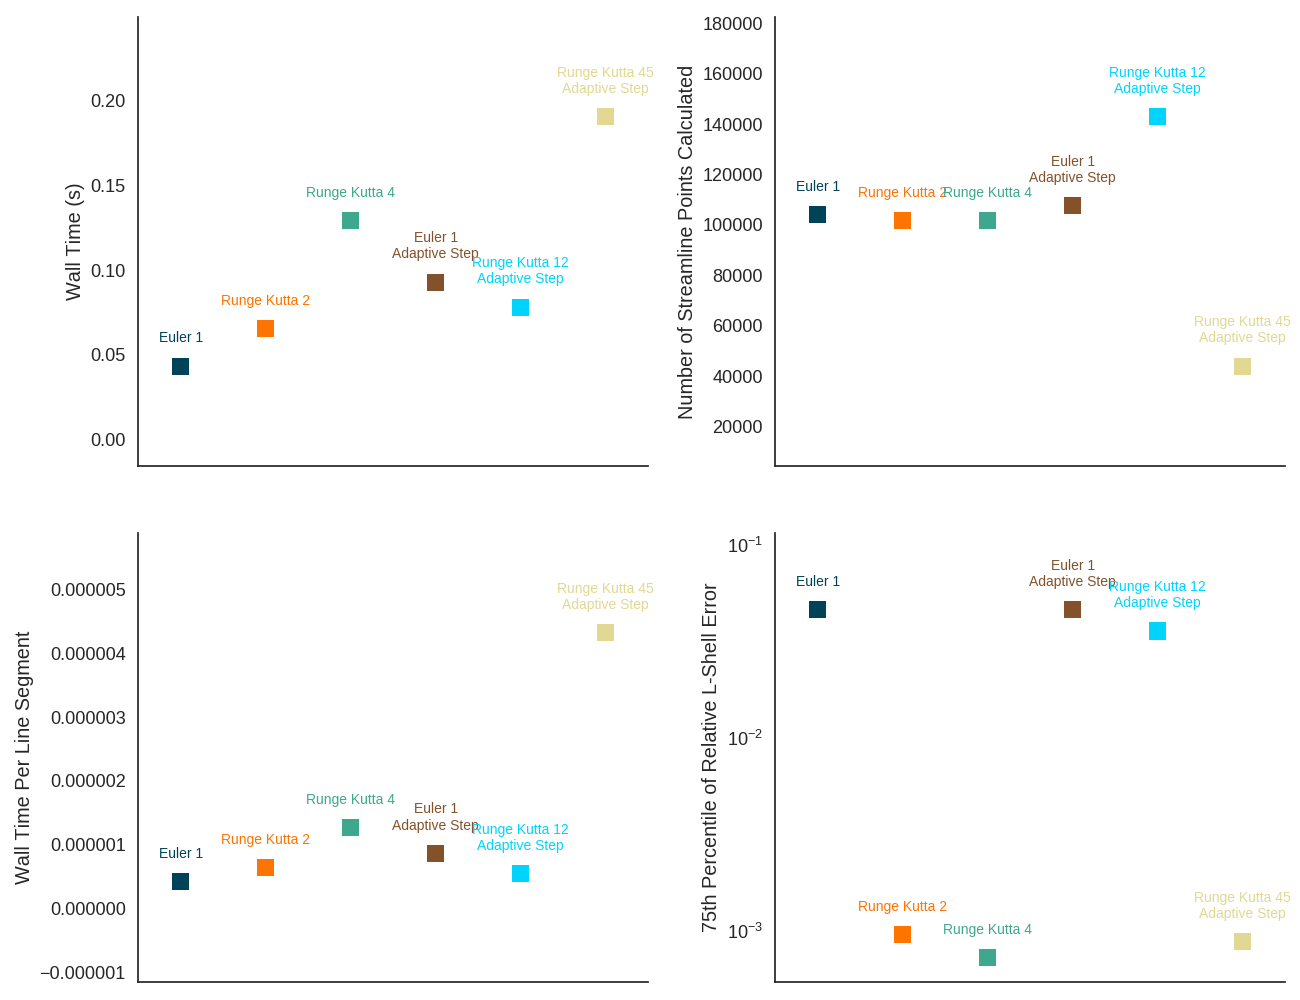 Wall Time (s)
0.20
0.15
0.10
0.05
0.00
Euler 1
Runge Kutta 2
Runge Kutta 4
Euler 1
Adaptive Step
Runge Kutta 12
Adaptive Step
Runge Kutta 45
Adaptive Step
Number of Streamline Points Calculated
180000
160000
140000
120000
100000
80000
60000
40000
20000
Euler 1
Runge Kutta 2
Runge Kutta 4
Euler 1
Adaptive Step
Runge Kutta 12
Adaptive Step
Runge Kutta 45
Adaptive Step
Wall Time Per Line Segment
0.000005
0.000004
0.000003
0.000002
0.000001
0.000000
−0.000001
Euler 1
Runge Kutta 2
Runge Kutta 4
Euler 1
Adaptive Step
Runge Kutta 12
Adaptive Step
Runge Kutta 45
Adaptive Step
75th Percentile of Relative L-Shell Error
10⁻¹
10⁻²
10⁻³
Euler 1
Runge Kutta 2
Runge Kutta 4
Euler 1
Adaptive Step
Runge Kutta 12
Adaptive Step
Runge Kutta 45
Adaptive Step